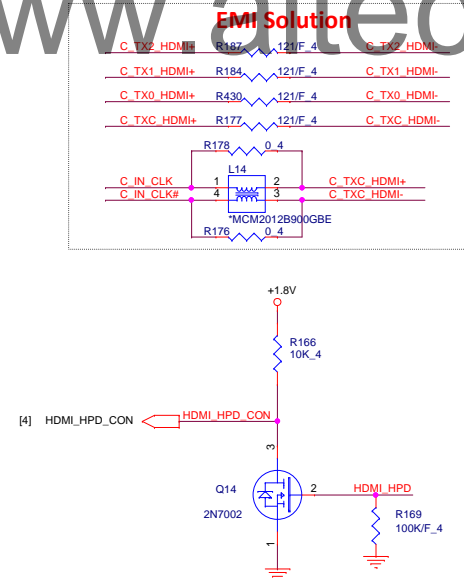 www.aitec
EMI Solution
C_TX2_HDMI+ R187 121/F_4 C_TX2_HDMI-
C_TX1_HDMI+ R184 121/F_4 C_TX1_HDMI-
C_TX0_HDMI+ R430 121/F_4 C_TX0_HDMI-
C_TXC_HDMI+ R177 121/F_4 C_TXC_HDMI-
R178 0_4
L14
C_IN_CLK 1 2 C_TXC_HDMI+
C_IN_CLK# 4 3 C_TXC_HDMI-
*MCM2012B900GBE
R176 0_4
+1.8V
R166
10K_4
[4] HDMI_HPD_CON HDMI_HPD_CON
3
Q14 2 HDMI_HPD
2N7002
R169
100K/F_4
1